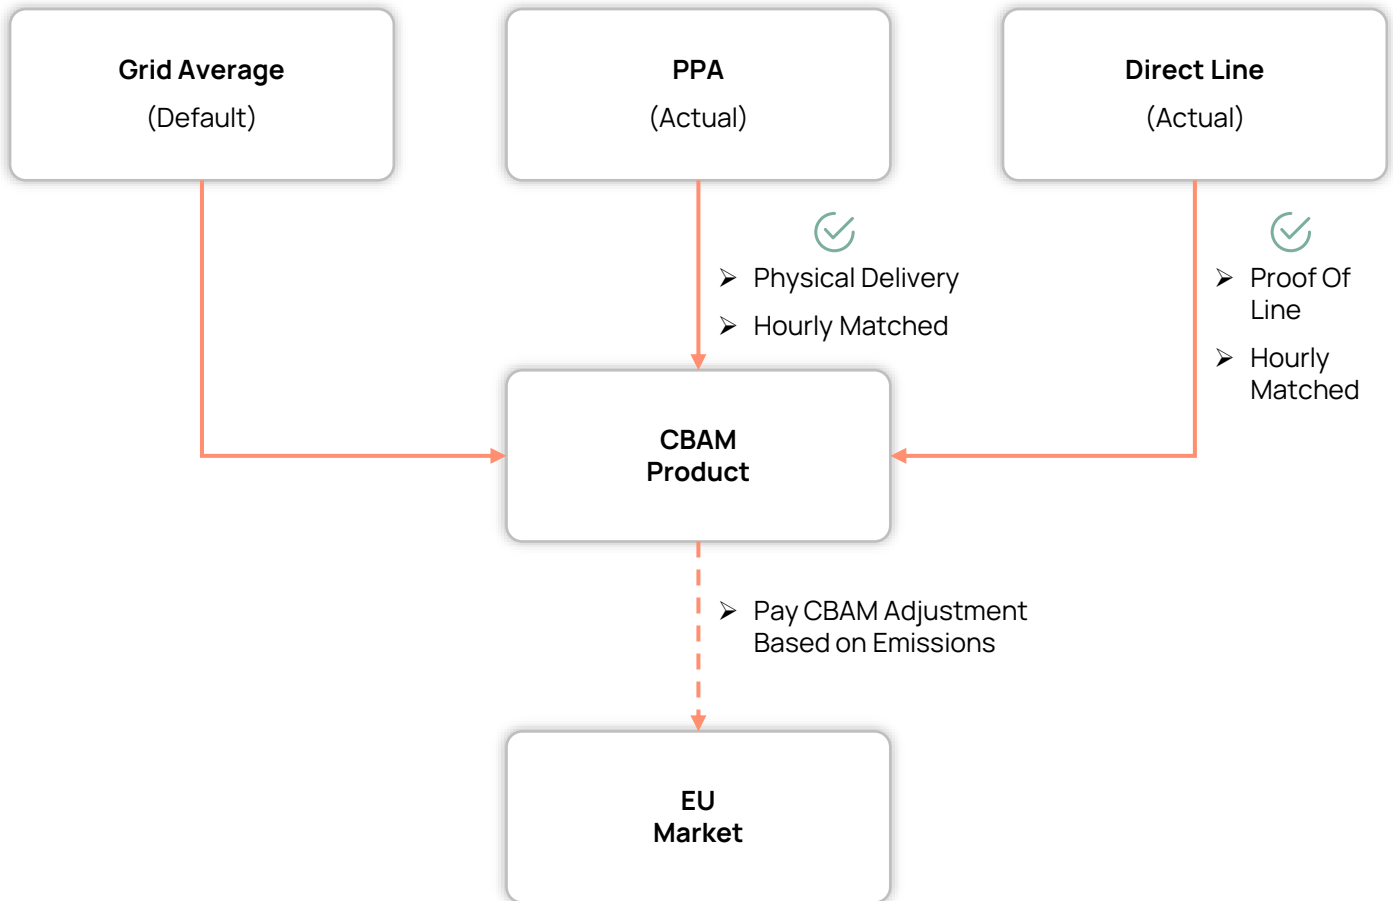 Grid Average
(Default)
PPA
(Actual)
Direct Line
(Actual)
➢ Physical Delivery
➢ Hourly Matched
➢ Proof Of
Line
➢ Hourly
Matched
CBAM
Product
➢ Pay CBAM Adjustment
Based on Emissions
EU
Market